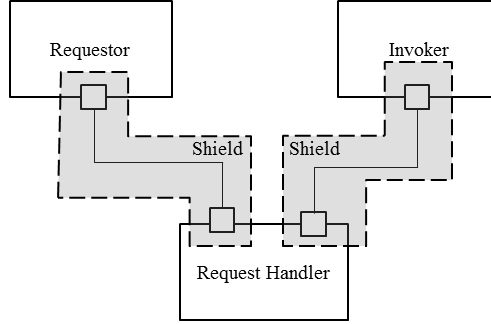 Requestor
Invoker
Shield
Shield
Request Handler